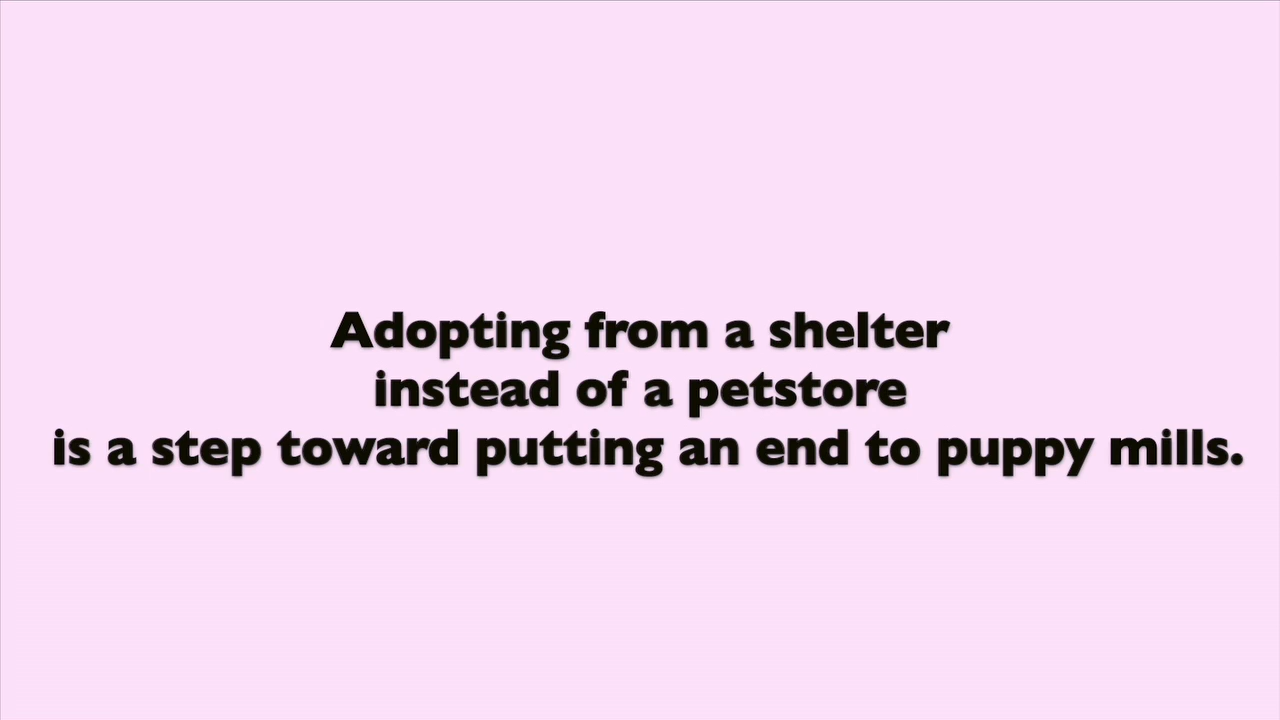 Adopting from a shelter
instead of a petstore
is a step toward putting an end to puppy mills.